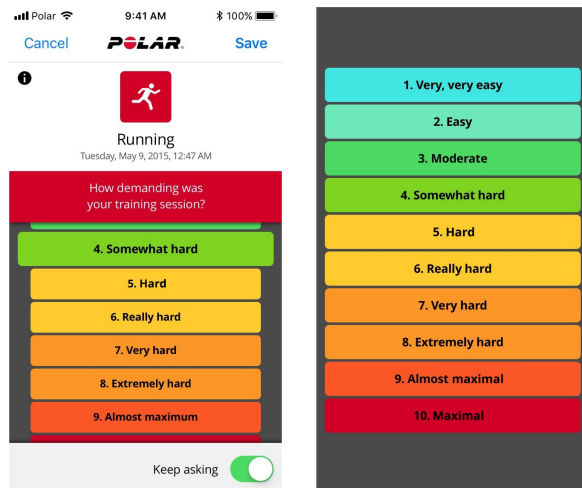 Polar
9:41 AM
100%
Cancel
POLAR.
Save
Running
Tuesday, May 9, 2015, 12:47 AM
How demanding was
your training session?
4. Somewhat hard
5. Hard
6. Really hard
7. Very hard
8. Extremely hard
9. Almost maximum
Keep asking
1. Very, very easy
2. Easy
3. Moderate
4. Somewhat hard
5. Hard
6. Really hard
7. Very hard
8. Extremely hard
9. Almost maximal
10. Maximal